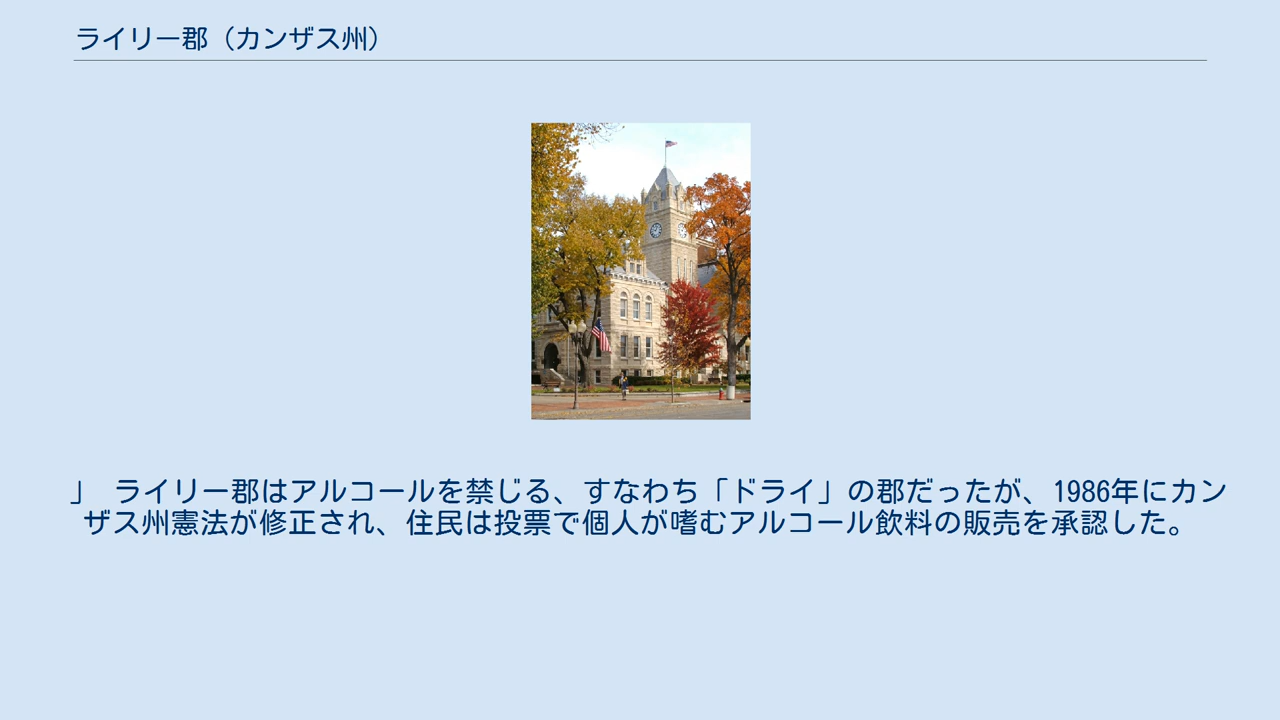 ライリー郡（カンザス州）
」 ライリー郡はアルコールを禁じる、すなわち「ドライ」の郡だったが、1986年にカン
ザス州憲法が修正され、住民は投票で個人が嗜むアルコール飲料の販売を承認した。